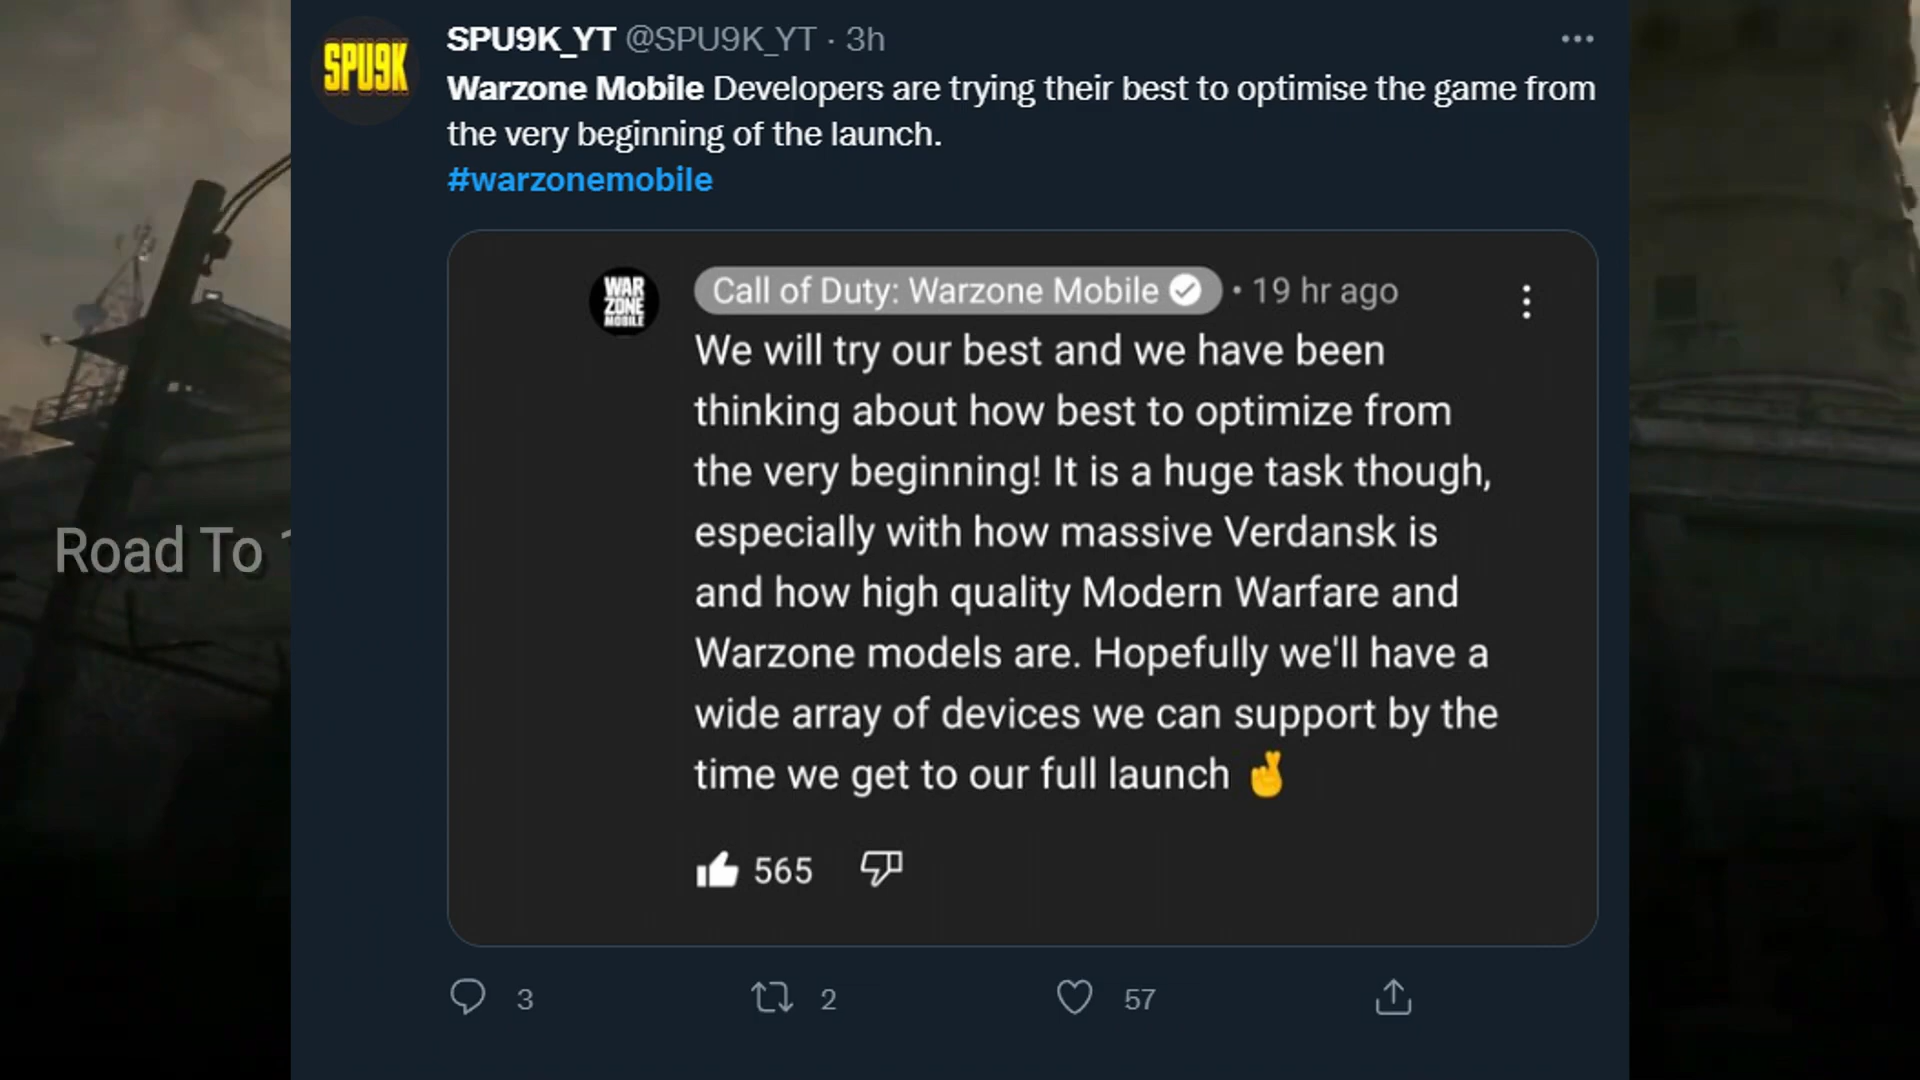 SPU9K
SPU9K_YT @SPU9K_YT · 3h
Warzone Mobile Developers are trying their best to optimise the game from
the very beginning of the launch.
#warzonemobile
WAR
ZONE
MOBILE
Call of Duty: Warzone Mobile • 19 hr ago
We will try our best and we have been
thinking about how best to optimize from
the very beginning! It is a huge task though,
especially with how massive Verdansk is
and how high quality Modern Warfare and
Warzone models are. Hopefully we'll have a
wide array of devices we can support by the
time we get to our full launch 🤞
565
3 2 57
Road To